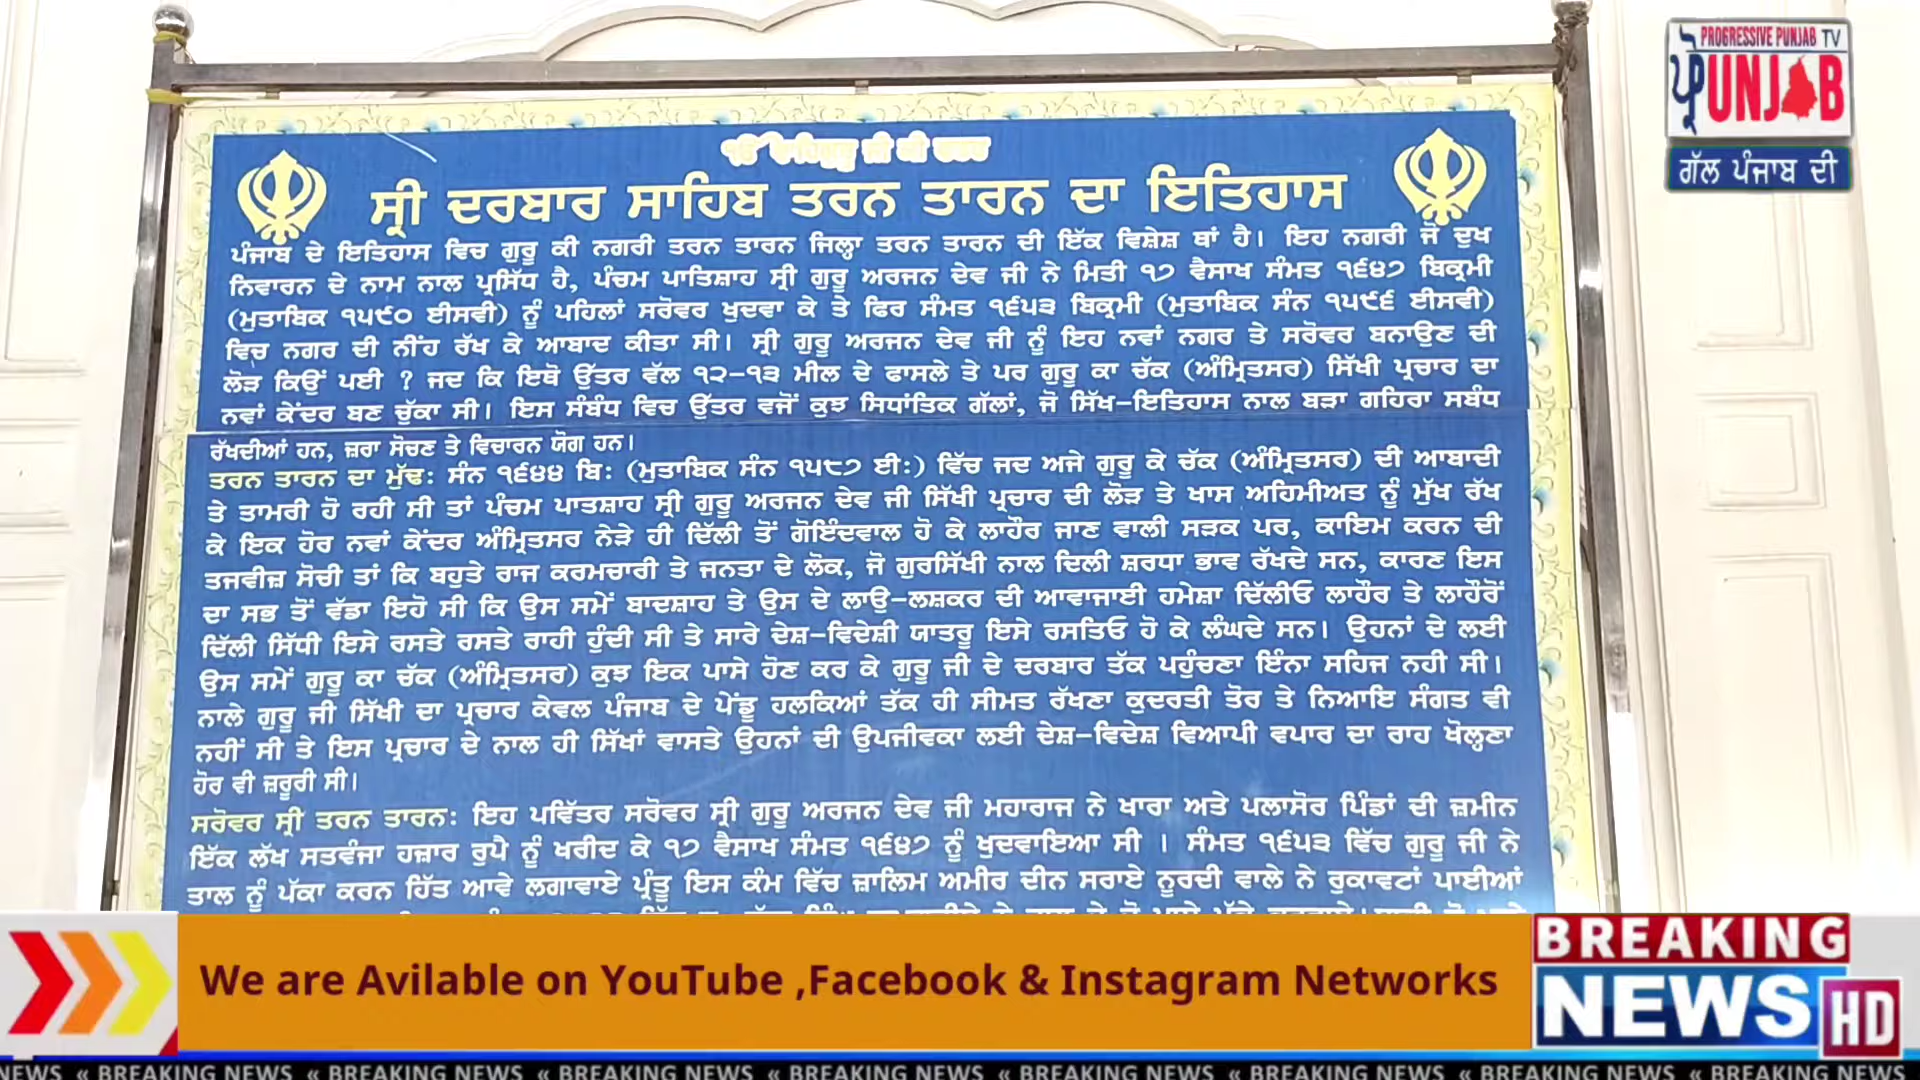 PROGRESSIVE PUNJAB TV
ਪ੍ਰੋ PUNJAB
ਗੱਲ ਪੰਜਾਬ ਦੀ
ੴ ਵਾਹਿਗੁਰੂ ਜੀ ਕੀ ਫਤਹ
ਸ੍ਰੀ ਦਰਬਾਰ ਸਾਹਿਬ ਤਰਨ ਤਾਰਨ ਦਾ ਇਤਿਹਾਸ
ਪੰਜਾਬ ਦੇ ਇਤਿਹਾਸ ਵਿਚ ਗੁਰੂ ਕੀ ਨਗਰੀ ਤਰਨ ਤਾਰਨ ਜਿਲ੍ਹਾ ਤਰਨ ਤਾਰਨ ਦੀ ਇੱਕ ਵਿਸ਼ੇਸ਼ ਥਾਂ ਹੈ। ਇਹ ਨਗਰੀ ਜੋ ਦੁਖ
ਨਿਵਾਰਨ ਦੇ ਨਾਮ ਨਾਲ ਪ੍ਰਸਿੱਧ ਹੈ, ਪੰਚਮ ਪਾਤਿਸ਼ਾਹ ਸ੍ਰੀ ਗੁਰੂ ਅਰਜਨ ਦੇਵ ਜੀ ਨੇ ਮਿਤੀ ੧੭ ਵੈਸਾਖ ਸੰਮਤ ੧੬੪੭ ਬਿਕ੍ਰਮੀ
(ਮੁਤਾਬਿਕ ੧੫੯੦ ਈਸਵੀ) ਨੂੰ ਪਹਿਲਾਂ ਸਰੋਵਰ ਖੁਦਵਾ ਕੇ ਤੇ ਫਿਰ ਸੰਮਤ ੧੬੫੩ ਬਿਕ੍ਰਮੀ (ਮੁਤਾਬਿਕ ਸੰਨ ੧੫੯੬ ਈਸਵੀ)
ਵਿਚ ਨਗਰ ਦੀ ਨੀਂਹ ਰੱਖ ਕੇ ਆਬਾਦ ਕੀਤਾ ਸੀ। ਸ੍ਰੀ ਗੁਰੂ ਅਰਜਨ ਦੇਵ ਜੀ ਨੂੰ ਇਹ ਨਵਾਂ ਨਗਰ ਤੇ ਸਰੋਵਰ ਬਨਾਉਣ ਦੀ
ਲੋੜ ਕਿਉਂ ਪਈ ? ਜਦ ਕਿ ਇਥੋ ਉੱਤਰ ਵੱਲ ੧੨-੧੩ ਮੀਲ ਦੇ ਫਾਸਲੇ ਤੇ ਪਰ ਗੁਰੂ ਕਾ ਚੱਕ (ਅੰਮ੍ਰਿਤਸਰ) ਸਿੱਖੀ ਪ੍ਰਚਾਰ ਦਾ
ਨਵਾਂ ਕੇਂਦਰ ਬਣ ਚੁੱਕਾ ਸੀ। ਇਸ ਸੰਬੰਧ ਵਿਚ ਉੱਤਰ ਵਜੋਂ ਕੁਝ ਸਿਧਾਂਤਿਕ ਗੱਲਾਂ, ਜੋ ਸਿੱਖ-ਇਤਿਹਾਸ ਨਾਲ ਬੜਾ ਗਹਿਰਾ ਸਬੰਧ
ਰੱਖਦੀਆਂ ਹਨ, ਜ਼ਰਾ ਸੋਚਣ ਤੇ ਵਿਚਾਰਨ ਯੋਗ ਹਨ।
ਤਰਨ ਤਾਰਨ ਦਾ ਮੁੱਢ: ਸੰਨ ੧੬੪੪ ਬਿ: (ਮੁਤਾਬਿਕ ਸੰਨ ੧੫੮੭ ਈ:) ਵਿੱਚ ਜਦ ਅਜੇ ਗੁਰੂ ਕੇ ਚੱਕ (ਅੰਮ੍ਰਿਤਸਰ) ਦੀ ਆਬਾਦੀ
ਤੇ ਤਾਮਰੀ ਹੋ ਰਹੀ ਸੀ ਤਾਂ ਪੰਚਮ ਪਾਤਸ਼ਾਹ ਸ੍ਰੀ ਗੁਰੂ ਅਰਜਨ ਦੇਵ ਜੀ ਸਿੱਖੀ ਪ੍ਰਚਾਰ ਦੀ ਲੋੜ ਤੇ ਖਾਸ ਅਹਿਮੀਅਤ ਨੂੰ ਮੁੱਖ ਰੱਖ
ਕੇ ਇਕ ਹੋਰ ਨਵਾਂ ਕੇਂਦਰ ਅੰਮ੍ਰਿਤਸਰ ਨੇੜੇ ਹੀ ਦਿੱਲੀ ਤੋਂ ਗੋਇੰਦਵਾਲ ਹੋ ਕੇ ਲਾਹੌਰ ਜਾਣ ਵਾਲੀ ਸੜਕ ਪਰ, ਕਾਇਮ ਕਰਨ ਦੀ
ਤਜਵੀਜ਼ ਸੋਚੀ ਤਾਂ ਕਿ ਬਹੁਤੇ ਰਾਜ ਕਰਮਚਾਰੀ ਤੇ ਜਨਤਾ ਦੇ ਲੋਕ, ਜੋ ਗੁਰਸਿੱਖੀ ਨਾਲ ਦਿਲੀ ਸ਼ਰਧਾ ਭਾਵ ਰੱਖਦੇ ਸਨ, ਕਾਰਣ ਇਸ
ਦਾ ਸਭ ਤੋਂ ਵੱਡਾ ਇਹੋ ਸੀ ਕਿ ਉਸ ਸਮੇਂ ਬਾਦਸ਼ਾਹ ਤੇ ਉਸ ਦੇ ਲਾਉ-ਲਸ਼ਕਰ ਦੀ ਆਵਾਜਾਈ ਹਮੇਸ਼ਾ ਦਿੱਲੀਓ ਲਾਹੌਰ ਤੇ ਲਾਹੌਰੋਂ
ਦਿੱਲੀ ਸਿੱਧੀ ਇਸੇ ਰਸਤੇ ਰਸਤੇ ਰਾਹੀ ਹੁੰਦੀ ਸੀ ਤੇ ਸਾਰੇ ਦੇਸ਼-ਵਿਦੇਸ਼ੀ ਯਾਤਰੂ ਇਸੇ ਰਸਤਿਓ ਹੋ ਕੇ ਲੰਘਦੇ ਸਨ। ਉਹਨਾਂ ਦੇ ਲਈ
ਉਸ ਸਮੇਂ ਗੁਰੂ ਕਾ ਚੱਕ (ਅੰਮ੍ਰਿਤਸਰ) ਕੁਝ ਇਕ ਪਾਸੇ ਹੋਣ ਕਰ ਕੇ ਗੁਰੂ ਜੀ ਦੇ ਦਰਬਾਰ ਤੱਕ ਪਹੁੰਚਣਾ ਇੰਨਾ ਸਹਿਜ ਨਹੀ ਸੀ।
ਨਾਲੇ ਗੁਰੂ ਜੀ ਸਿੱਖੀ ਦਾ ਪ੍ਰਚਾਰ ਕੇਵਲ ਪੰਜਾਬ ਦੇ ਪੇਂਡੂ ਹਲਕਿਆਂ ਤੱਕ ਹੀ ਸੀਮਤ ਰੱਖਣਾ ਕੁਦਰਤੀ ਤੋਰ ਤੇ ਨਿਆਇ ਸੰਗਤ ਵੀ
ਨਹੀਂ ਸੀ ਤੇ ਇਸ ਪ੍ਰਚਾਰ ਦੇ ਨਾਲ ਹੀ ਸਿੱਖਾਂ ਵਾਸਤੇ ਉਹਨਾਂ ਦੀ ਉਪਜੀਵਕਾ ਲਈ ਦੇਸ਼-ਵਿਦੇਸ਼ ਵਿਆਪੀ ਵਪਾਰ ਦਾ ਰਾਹ ਖੋਲ੍ਹਣਾ
ਹੋਰ ਵੀ ਜ਼ਰੂਰੀ ਸੀ।
ਸਰੋਵਰ ਸ੍ਰੀ ਤਰਨ ਤਾਰਨ: ਇਹ ਪਵਿੱਤਰ ਸਰੋਵਰ ਸ੍ਰੀ ਗੁਰੂ ਅਰਜਨ ਦੇਵ ਜੀ ਮਹਾਰਾਜ ਨੇ ਖਾਰਾ ਅਤੇ ਪਲਾਸੋਰ ਪਿੰਡਾਂ ਦੀ ਜ਼ਮੀਨ
ਇੱਕ ਲੱਖ ਸਤਵੰਜਾ ਹਜ਼ਾਰ ਰੁਪੈ ਨੂੰ ਖਰੀਦ ਕੇ ੧੭ ਵੈਸਾਖ ਸੰਮਤ ੧੬੪੭ ਨੂੰ ਖੁਦਵਾਇਆ ਸੀ । ਸੰਮਤ ੧੬੫੩ ਵਿੱਚ ਗੁਰੂ ਜੀ ਨੇ
ਤਾਲ ਨੂੰ ਪੱਕਾ ਕਰਨ ਹਿੱਤ ਆਵੇ ਲਗਾਵਾਏ ਪ੍ਰੰਤੂ ਇਸ ਕੰਮ ਵਿੱਚ ਜ਼ਾਲਿਮ ਅਮੀਰ ਦੀਨ ਸਰਾਏ ਨੂਰਦੀ ਵਾਲੇ ਨੇ ਰੁਕਾਵਟਾਂ ਪਾਈਆਂ
We are Avilable on YouTube ,Facebook & Instagram Networks
BREAKING
NEWS HD
NEWS « BREAKING NEWS « BREAKING NEWS « BREAKING NEWS « BREAKING NEWS « BREAKING NEWS « BREAKING NEWS « BREAKING NEWS « BREAKING NEWS